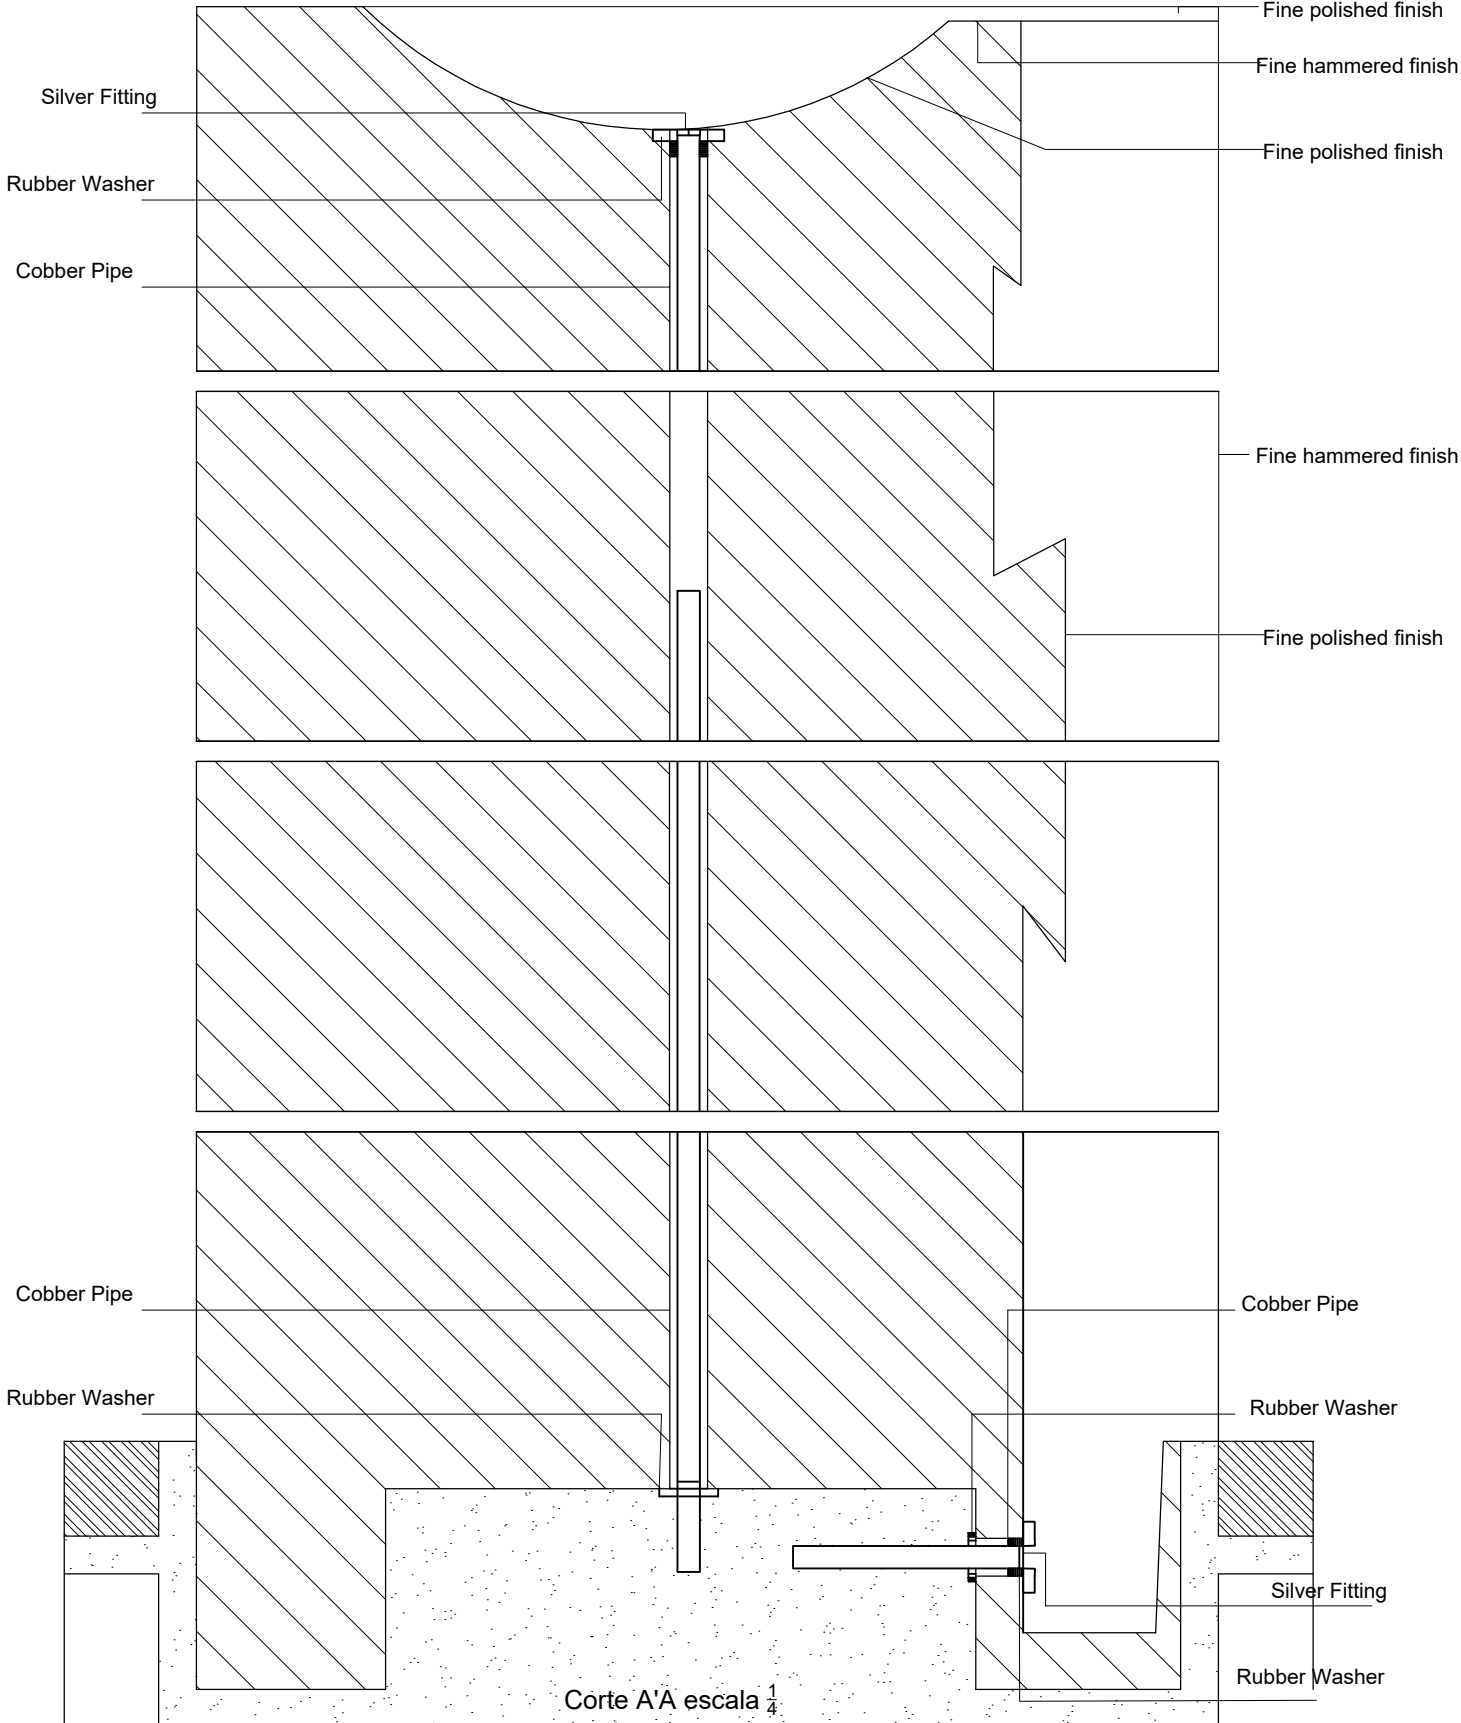 Fine polished finish
Fine hammered finish
Silver Fitting
Fine polished finish
Rubber Washer
Cobber Pipe
Fine hammered finish
Fine polished finish
Cobber Pipe
Cobber Pipe
Rubber Washer
Rubber Washer
Silver Fitting
Rubber Washer
Corte A'A escala 1/4